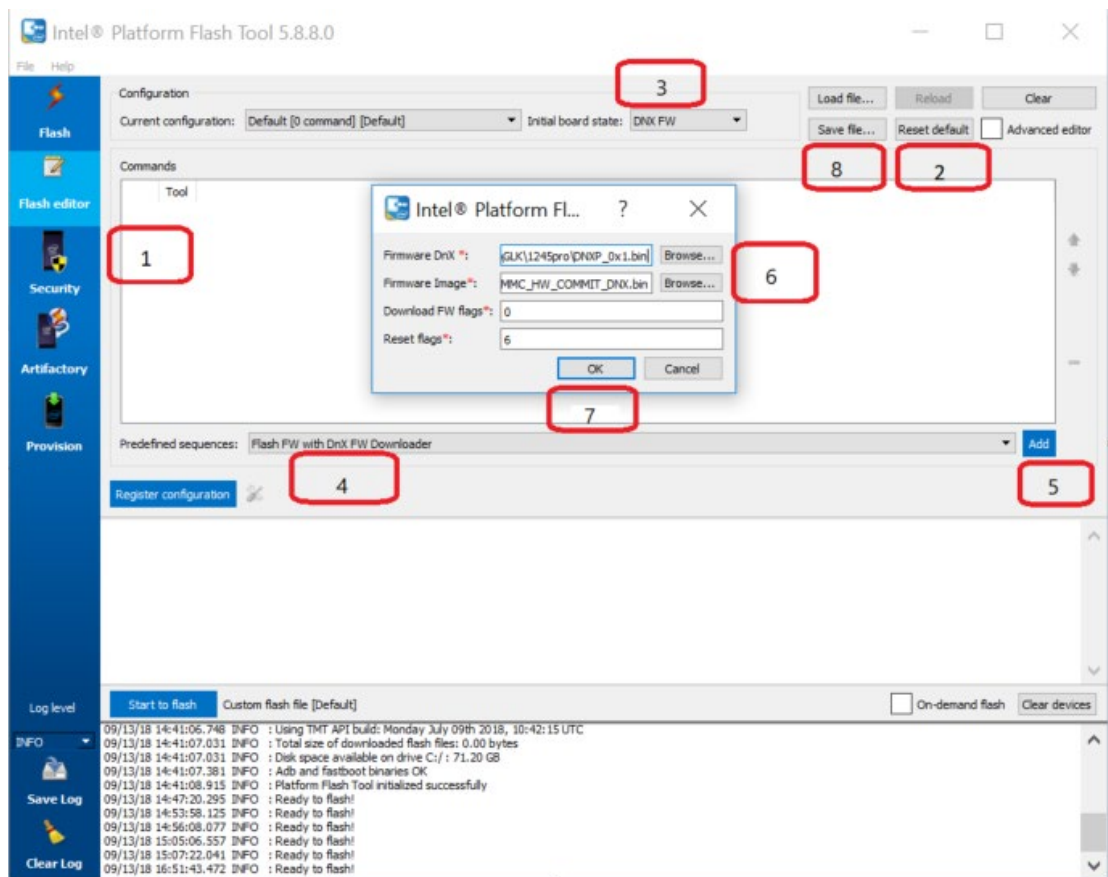 Intel® Platform Flash Tool 5.8.8.0
File Help
Flash
Flash editor
Security
Artifactory
Provision
Configuration
3
Current configuration: Default [0 command] [Default] Initial board state: DNX FW
Load file... Reload Clear
Save file... Reset default Advanced editor
8 2
Commands
Tool
1
Intel® Platform Fl... ?
Firmware DnX *: GLK\1245pro\DNXP_0x1.bin Browse...
Firmware Image*: MMC_HW_COMMIT_DNX.bin Browse...
6
Download FW flags*: 0
Reset flags*: 6
OK Cancel
7
Predefined sequences: Flash FW with DnX FW Downloader Add
4
5
Register configuration
Start to flash Custom flash file [Default] On-demand flash Clear devices
Log level
INFO
Save Log
Clear Log
09/13/18 14:41:06.748 INFO : Using TMT API build: Monday July 09th 2018, 10:42:15 UTC
09/13/18 14:41:07.031 INFO : Total size of downloaded flash files: 0.00 bytes
09/13/18 14:41:07.031 INFO : Disk space available on drive C:/ : 71.20 GB
09/13/18 14:41:07.381 INFO : Adb and fastboot binaries OK
09/13/18 14:41:08.915 INFO : Platform Flash Tool initialized successfully
09/13/18 14:47:20.295 INFO : Ready to flash!
09/13/18 14:53:58.125 INFO : Ready to flash!
09/13/18 14:56:08.077 INFO : Ready to flash!
09/13/18 15:05:06.557 INFO : Ready to flash!
09/13/18 15:07:22.041 INFO : Ready to flash!
09/13/18 16:51:43.472 INFO : Ready to flash!